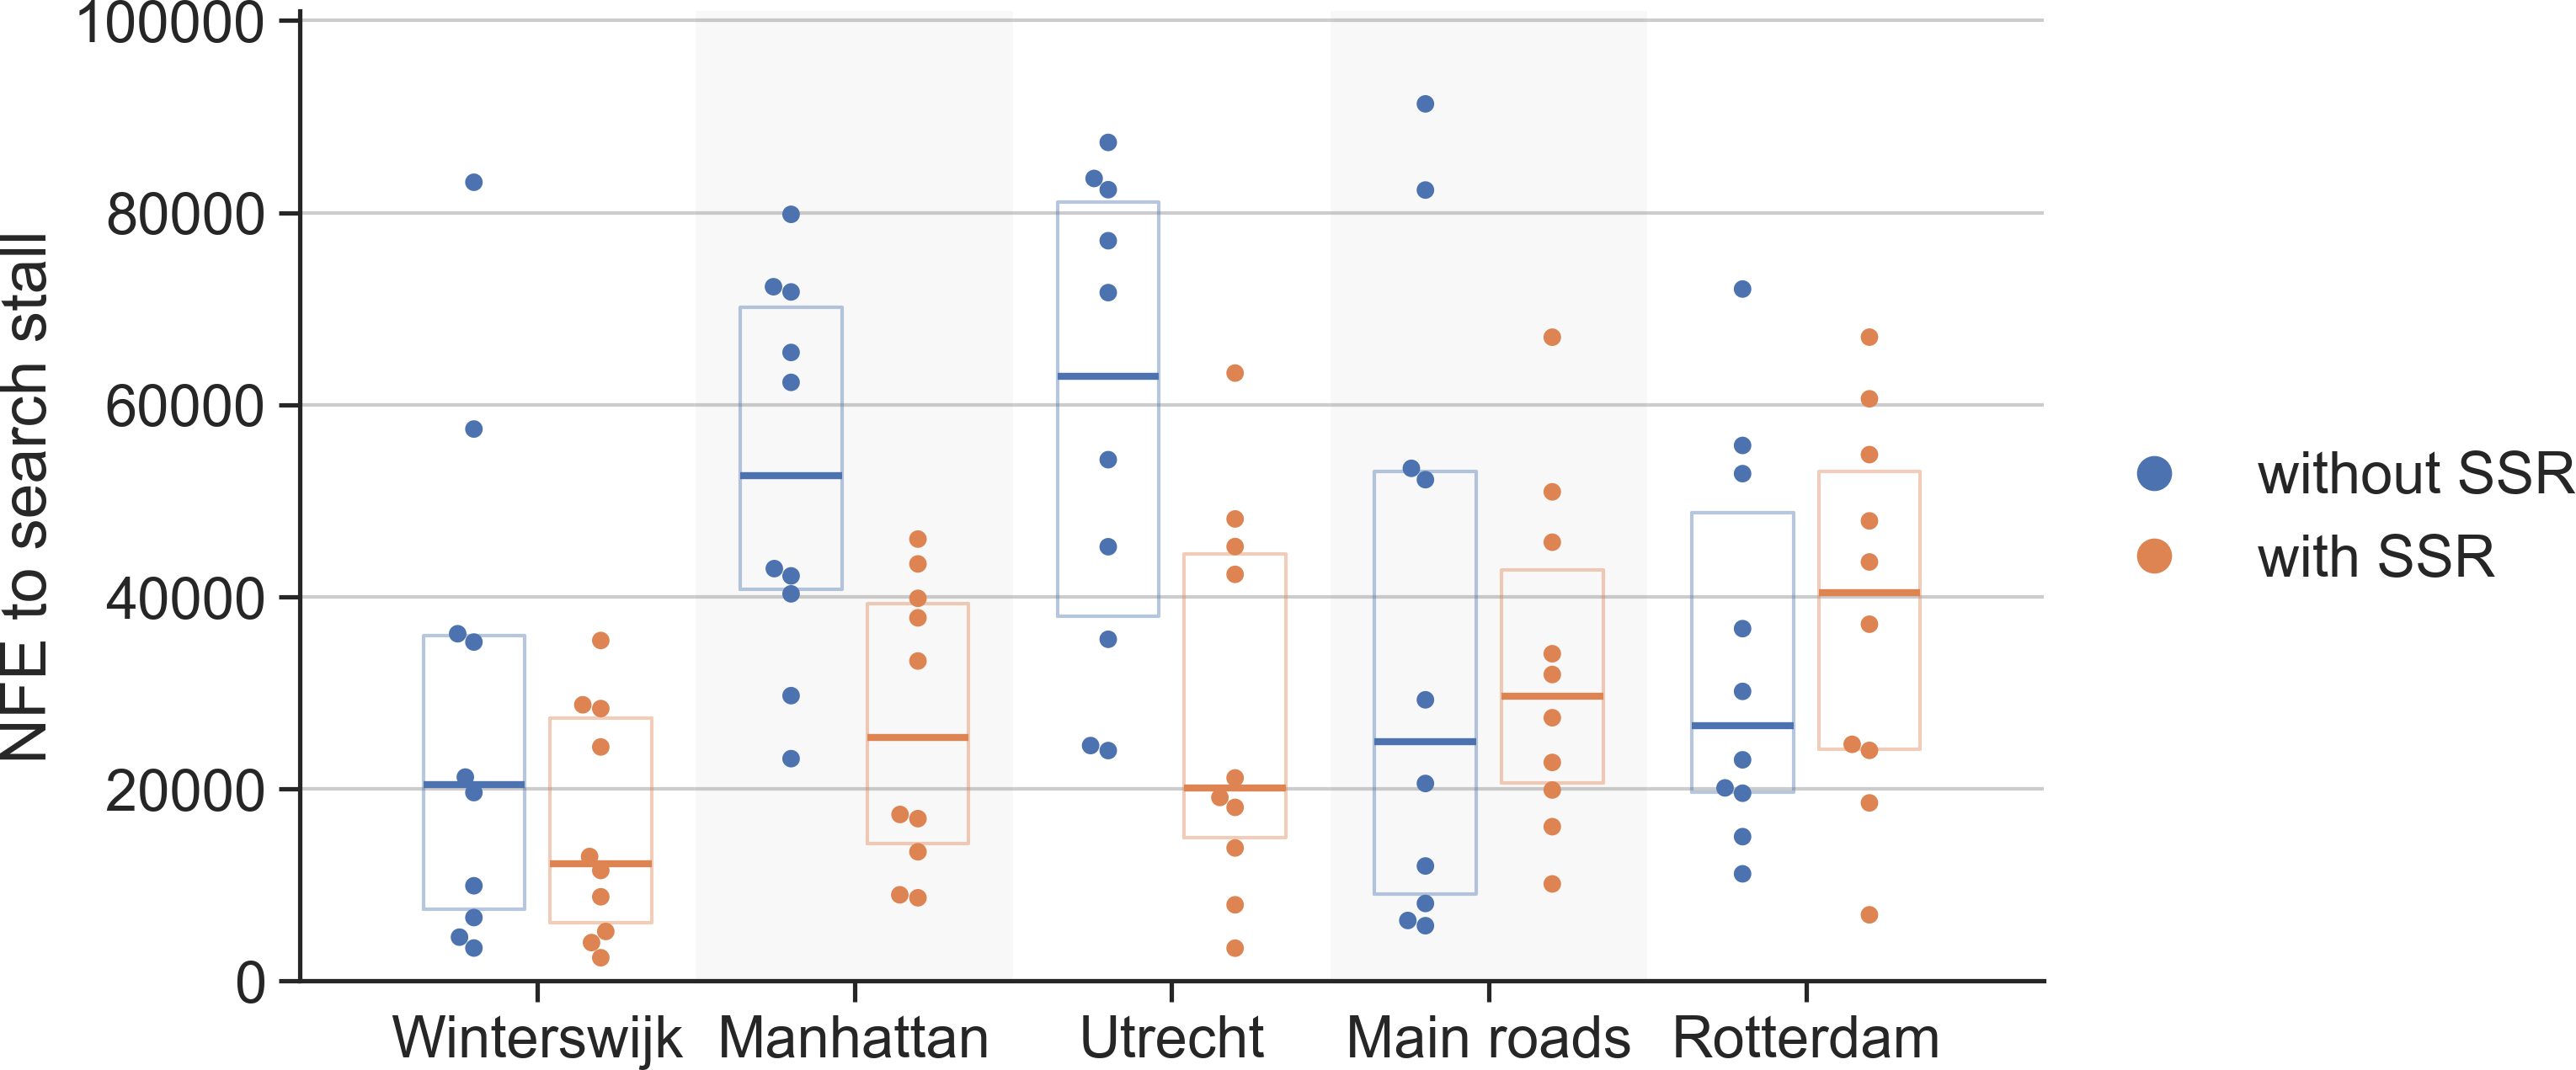 NFE to search stall
100000
80000
60000
40000
20000
0
Winterswijk Manhattan Utrecht Main roads Rotterdam
without SSR
with SSR